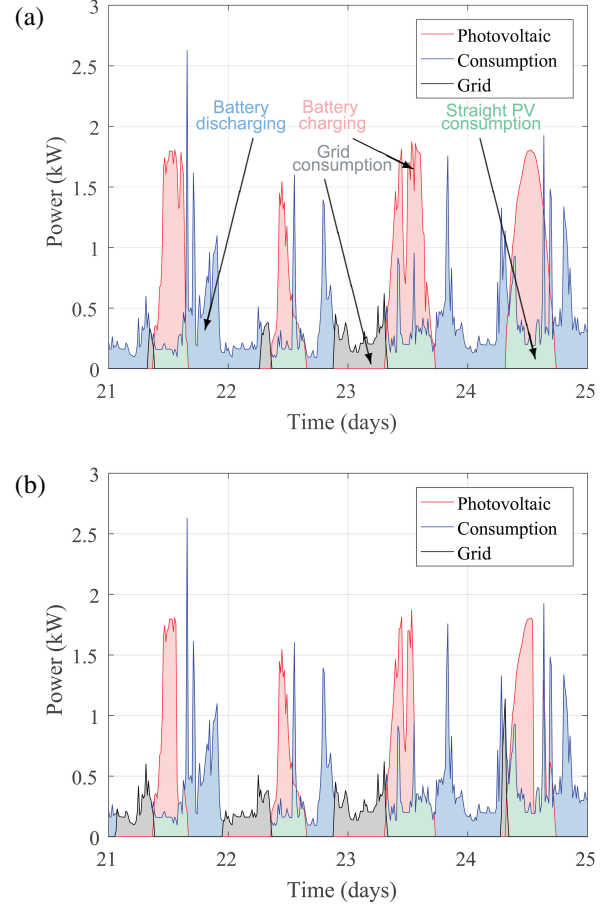 (a)
3
2.5
2
1.5
1
0.5
0
Power (kW)
Photovoltaic
Consumption
Grid
Battery
discharging
Battery
charging
Grid
consumption
Straight PV
consumption
21 22 23 24 25
Time (days)
(b)
3
2.5
2
1.5
1
0.5
0
Power (kW)
Photovoltaic
Consumption
Grid
21 22 23 24 25
Time (days)